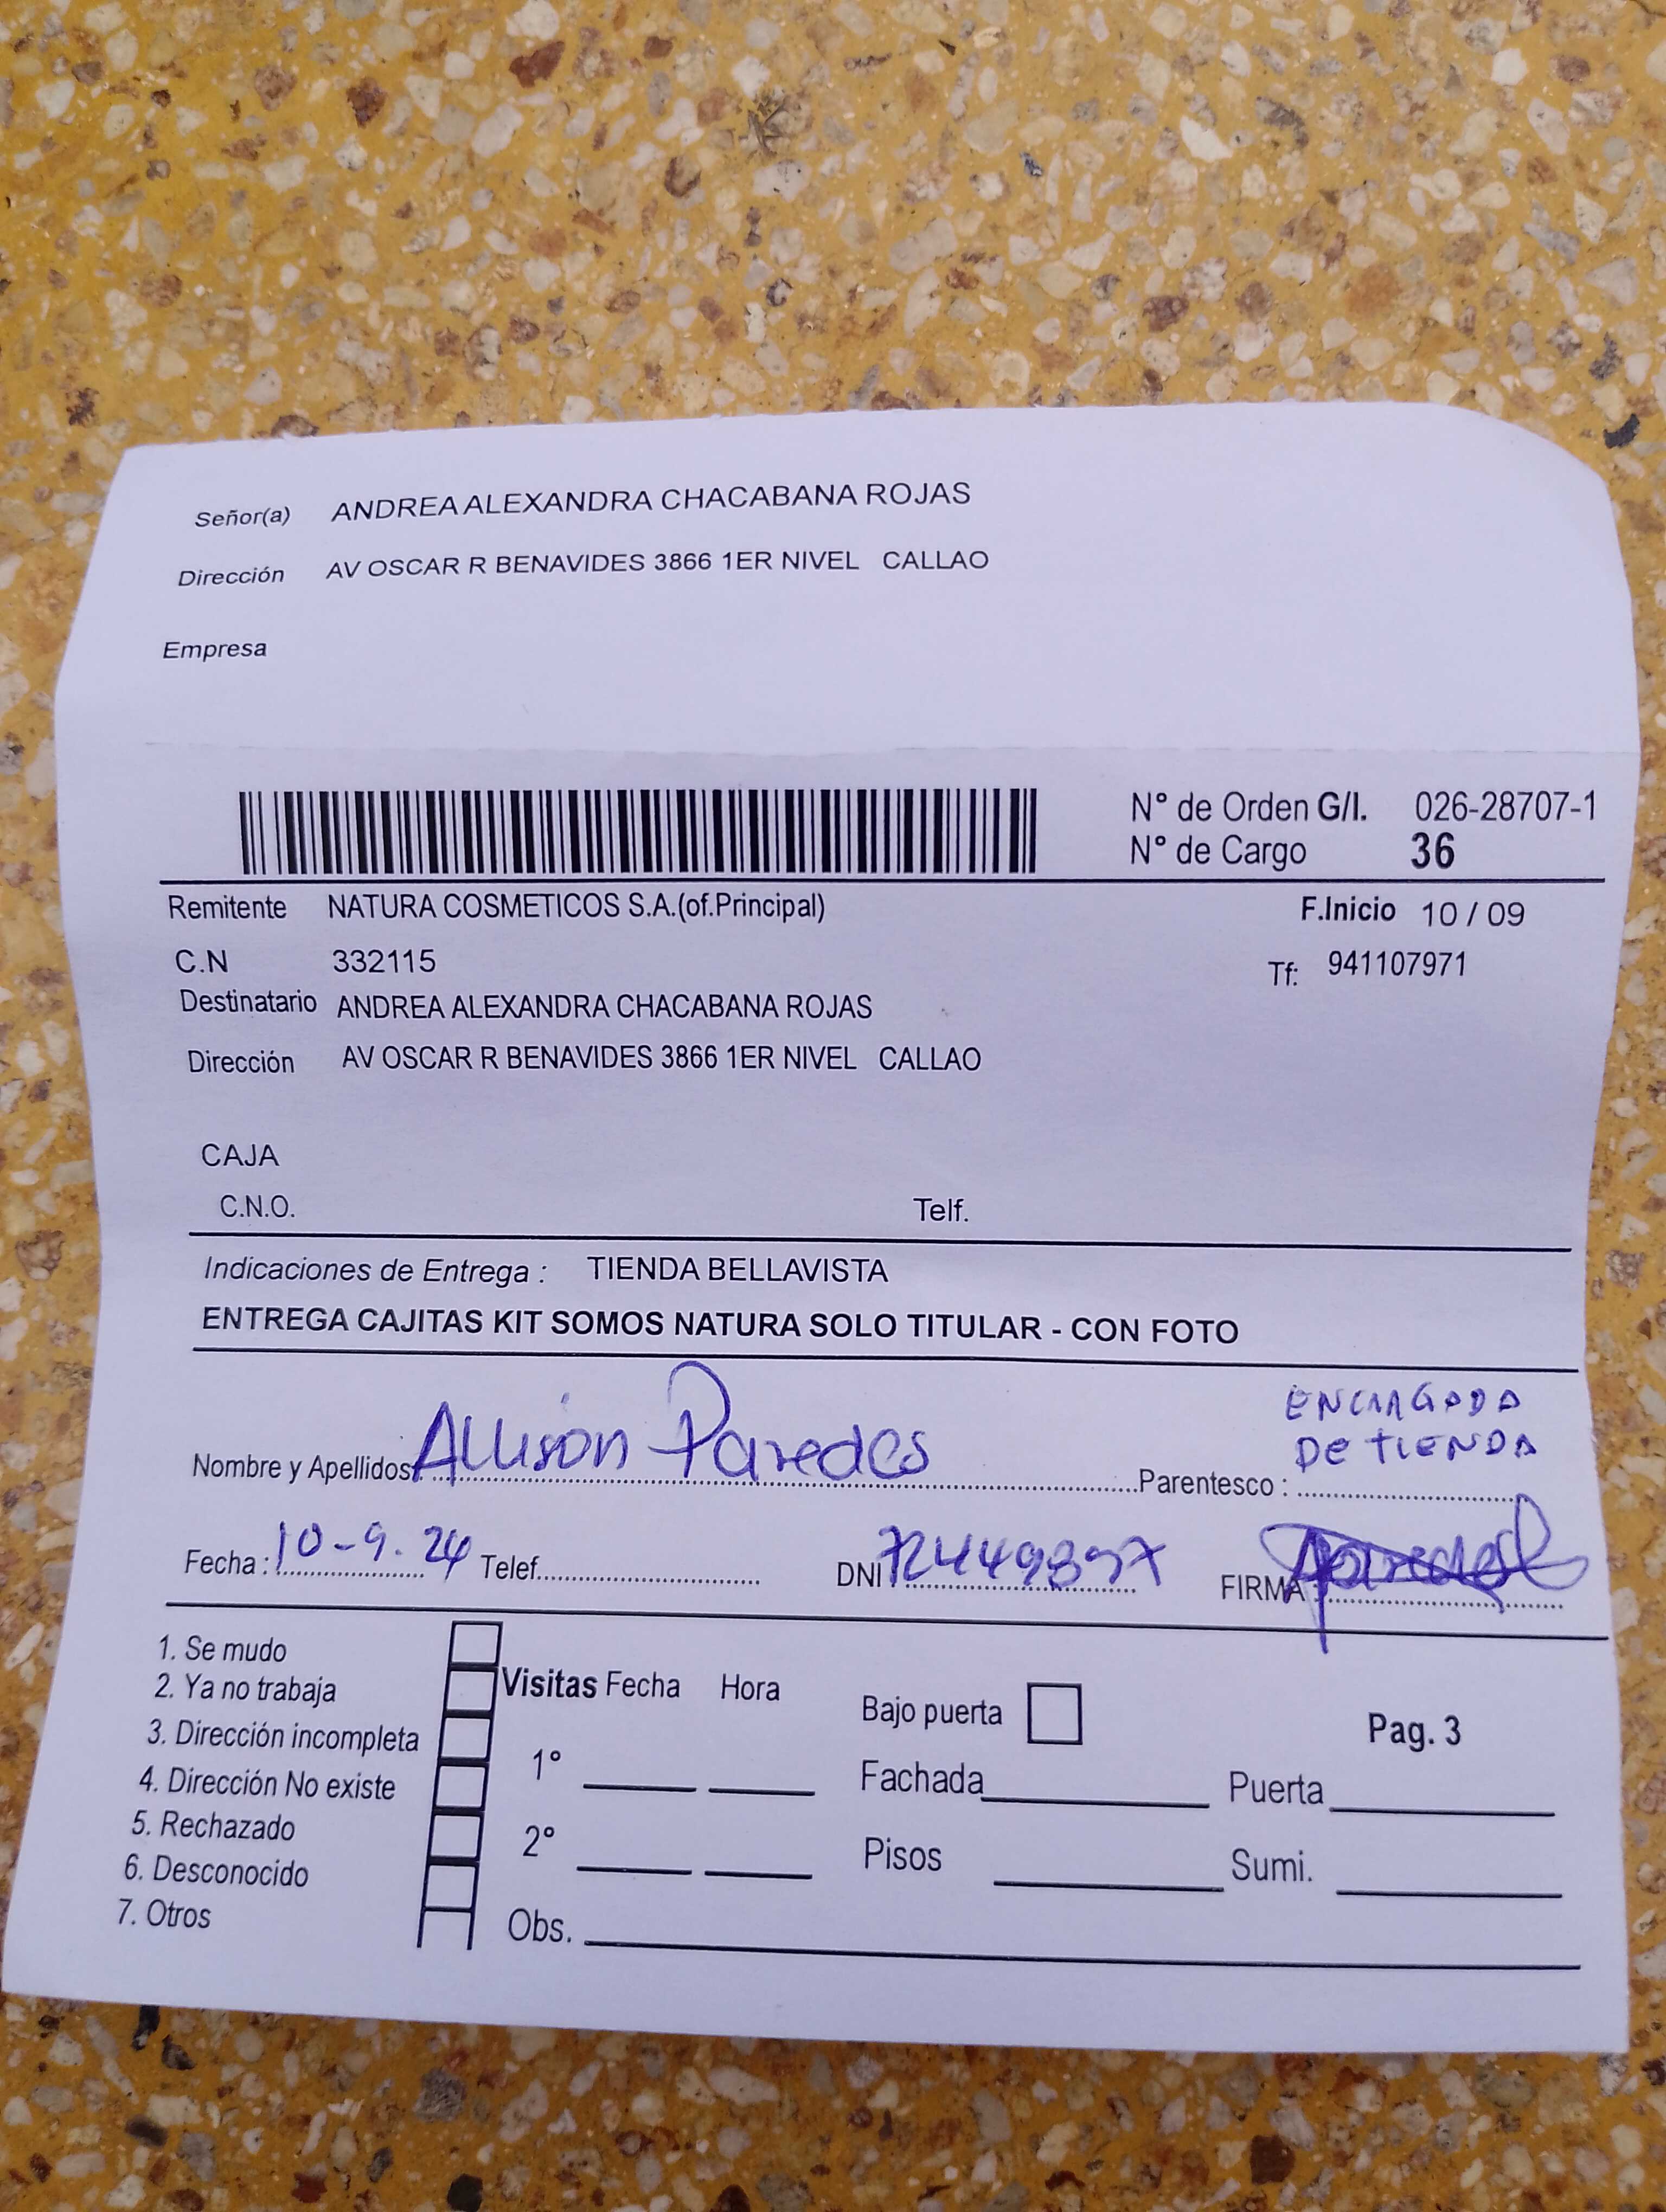 Señor(a) ANDREA ALEXANDRA CHACABANA ROJAS
Dirección AV OSCAR R BENAVIDES 3866 1ER NIVEL CALLAO
Empresa
N° de Orden G/I. 026-28707-1
N° de Cargo 36
Remitente NATURA COSMETICOS S.A.(of.Principal) F.Inicio 10 / 09
C.N 332115 Tf: 941107971
Destinatario ANDREA ALEXANDRA CHACABANA ROJAS
Dirección AV OSCAR R BENAVIDES 3866 1ER NIVEL CALLAO
CAJA
C.N.O. Telf.
Indicaciones de Entrega : TIENDA BELLAVISTA
ENTREGA CAJITAS KIT SOMOS NATURA SOLO TITULAR - CON FOTO
ENCARGADA
DE TIENDA
Nombre y Apellidos Allison Paredes Parentesco :
Fecha : 10-9.24 Telef. DNI FIRMA
1. Se mudo
2. Ya no trabaja Visitas Fecha Hora Bajo puerta
3. Dirección incompleta Pag. 3
4. Dirección No existe 1° Fachada Puerta
5. Rechazado
6. Desconocido 2° Pisos Sumi.
7. Otros Obs.